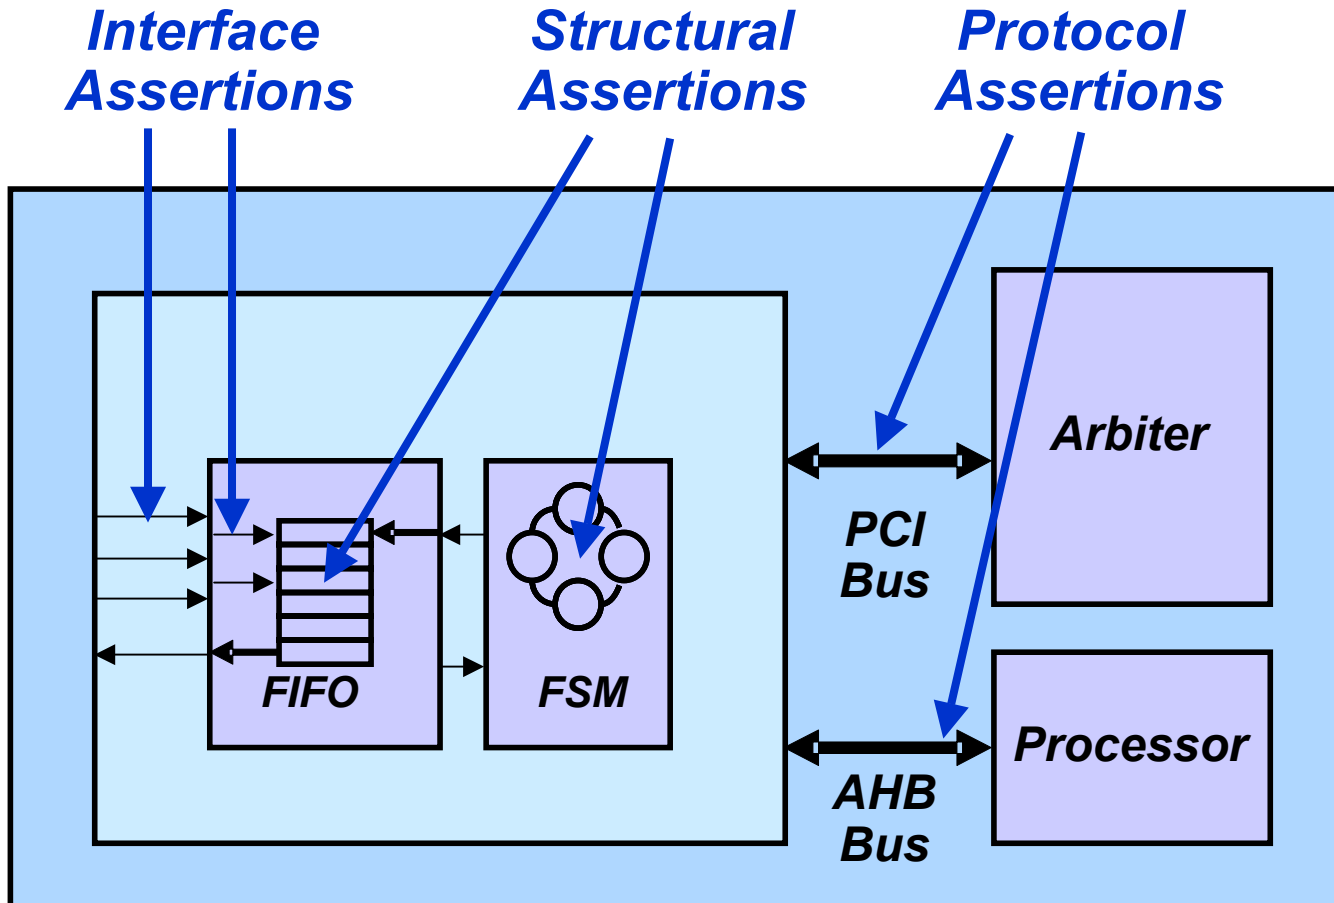 Interface
Assertions
Structural
Assertions
Protocol
Assertions
Arbiter
PCI
Bus
FIFO
FSM
Processor
AHB
Bus